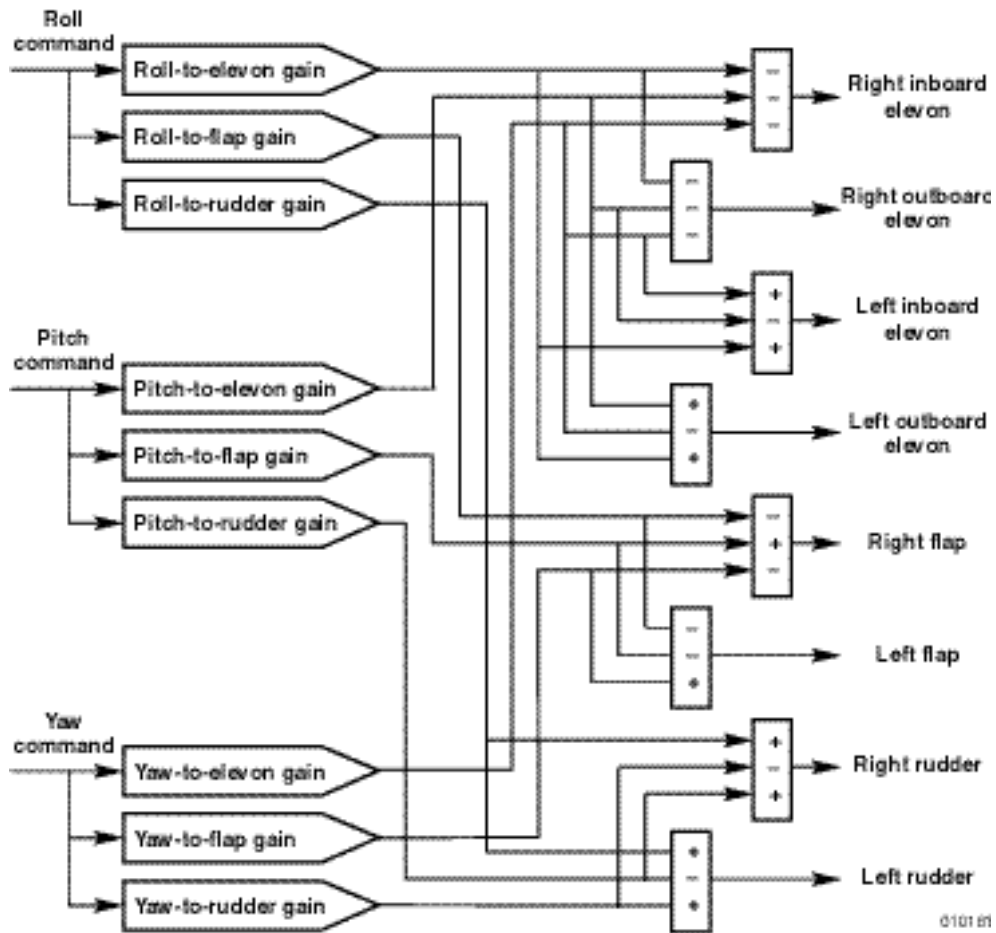 Roll
command
Roll-to-elevon gain
Roll-to-flap gain
Roll-to-rudder gain
Pitch
command
Pitch-to-elevon gain
Pitch-to-flap gain
Pitch-to-rudder gain
Yaw
command
Yaw-to-elevon gain
Yaw-to-flap gain
Yaw-to-rudder gain
Right inboard
elevon
Right outboard
elevon
Left inboard
elevon
Left outboard
elevon
Right flap
Left flap
Right rudder
Left rudder